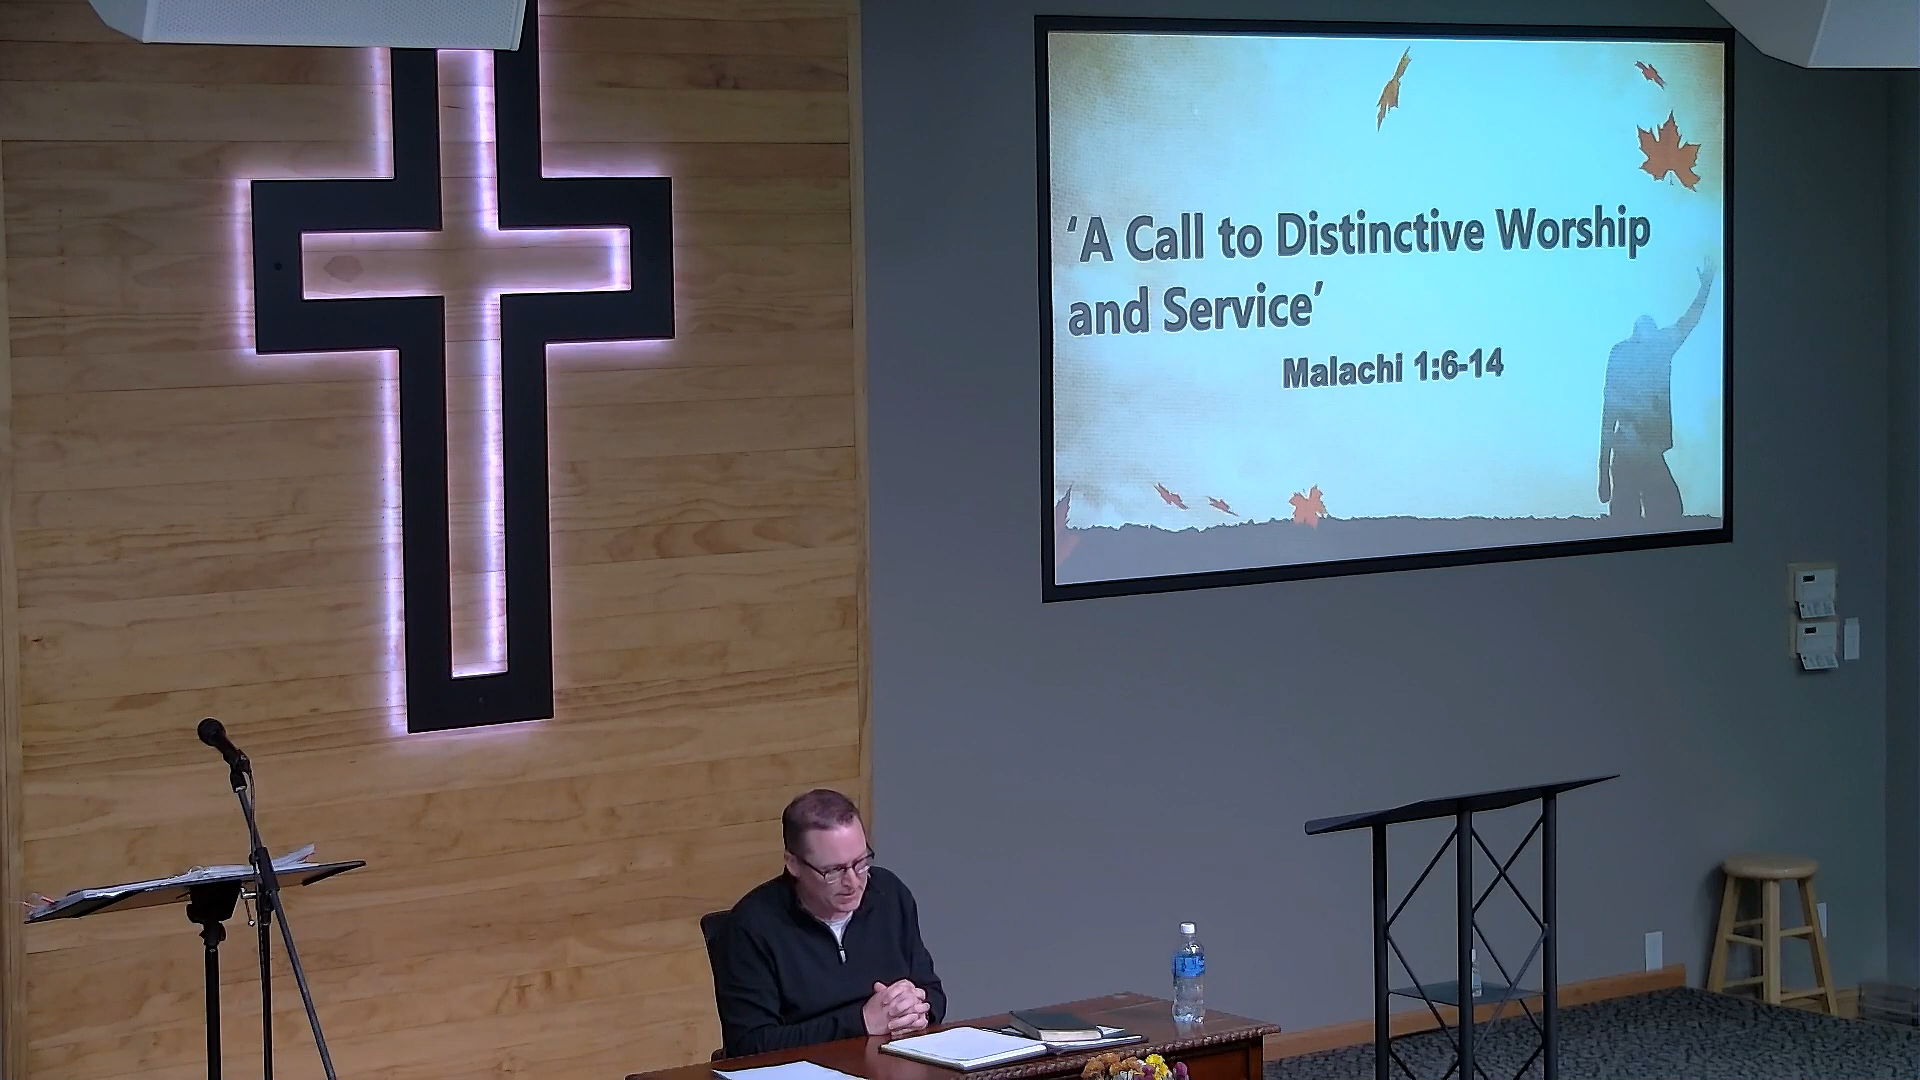 ‘A Call to Distinctive Worship
and Service’
Malachi 1:6-14